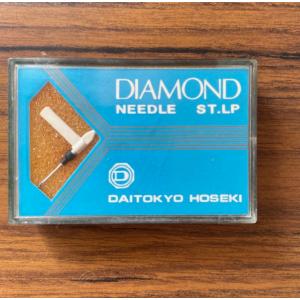 DIAMOND
NEEDLE ST.LP
D
DAITOKYO HOSEKI